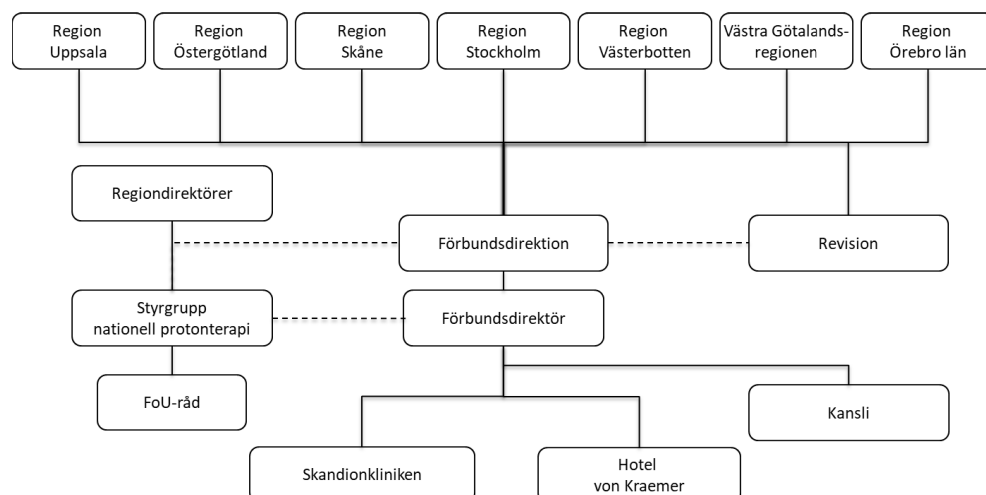 Region
Uppsala
Region
Östergötland
Region
Skåne
Region
Stockholm
Region
Västerbotten
Västra Götalands-
regionen
Region
Örebro län
Regiondirektörer
Förbundsdirektion
Revision
Styrgrupp
nationell protonterapi
Förbundsdirektör
FoU-råd
Kansli
Skandionkliniken
Hotel
von Kraemer